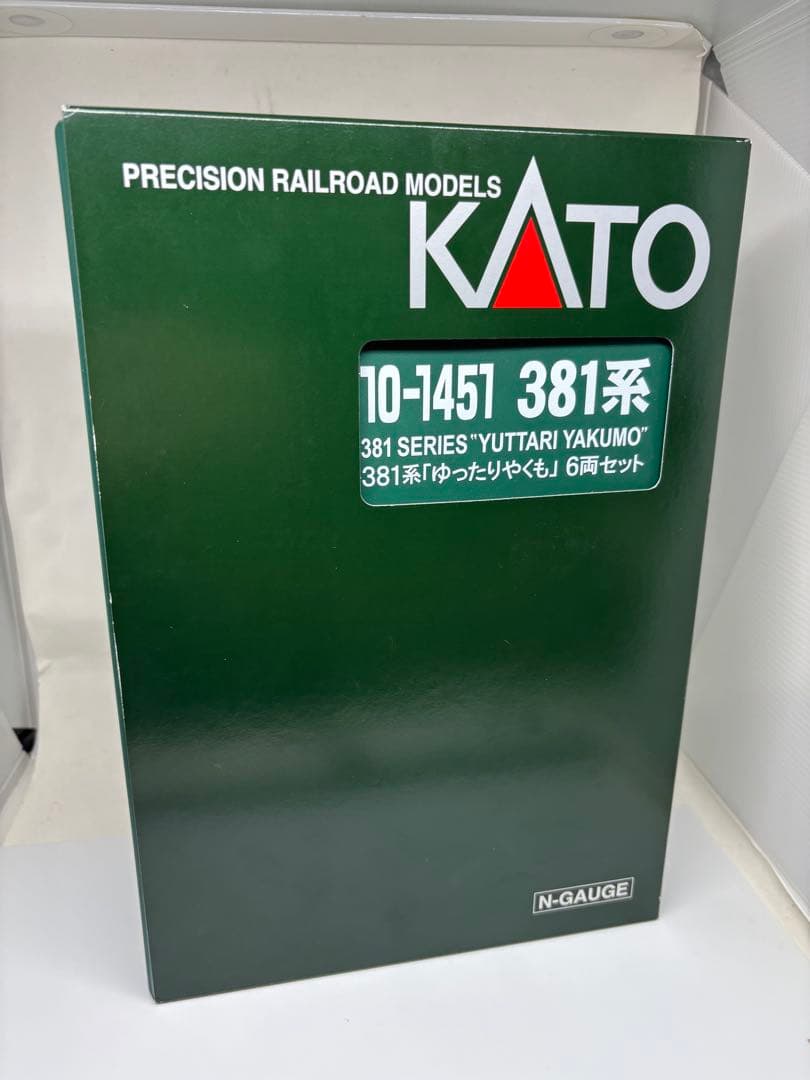 PRECISION RAILROAD MODELS
KATO
10-1451 381系
381 SERIES "YUTTARI YAKUMO"
381系「ゆったりやくも」 6両セット
N-GAUGE